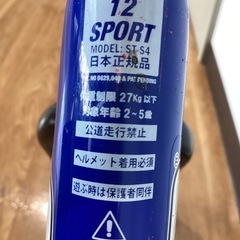 12
SPORT
MODEL: ST-S4
日本正規品
& PAT PENDING
体重制限 27Kg 以下
対象年齢 2~5歳
公道走行禁止
ヘルメット着用必須
遊ぶ時は保護者同伴